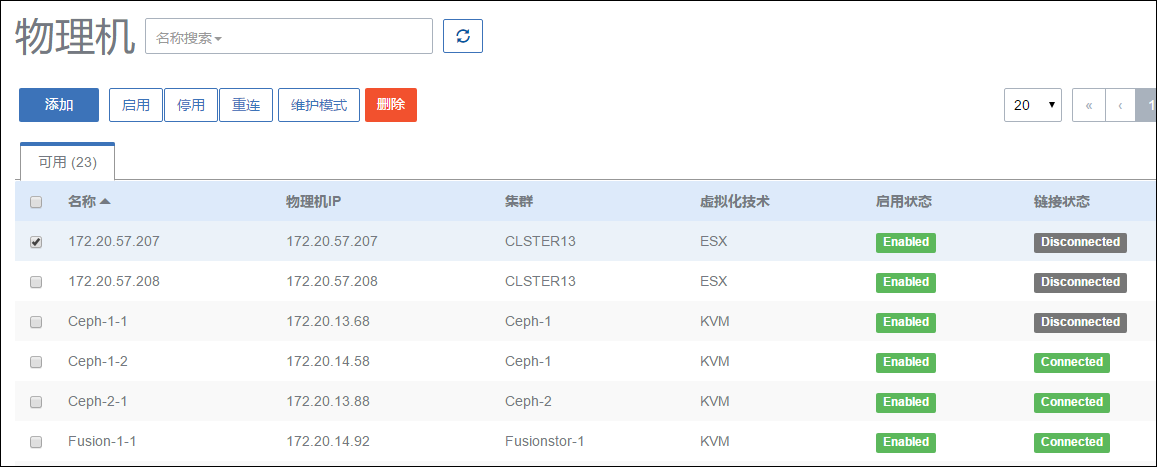 物理机 名称搜索
添加 启用 停用 重连 维护模式 删除 20 « ‹ 1
可用 (23)
名称 物理机IP 集群 虚拟化技术 启用状态 链接状态
172.20.57.207 172.20.57.207 CLSTER13 ESX Enabled Disconnected
172.20.57.208 172.20.57.208 CLSTER13 ESX Enabled Disconnected
Ceph-1-1 172.20.13.68 Ceph-1 KVM Enabled Disconnected
Ceph-1-2 172.20.14.58 Ceph-1 KVM Enabled Connected
Ceph-2-1 172.20.13.88 Ceph-2 KVM Enabled Connected
Fusion-1-1 172.20.14.92 Fusionstor-1 KVM Enabled Connected